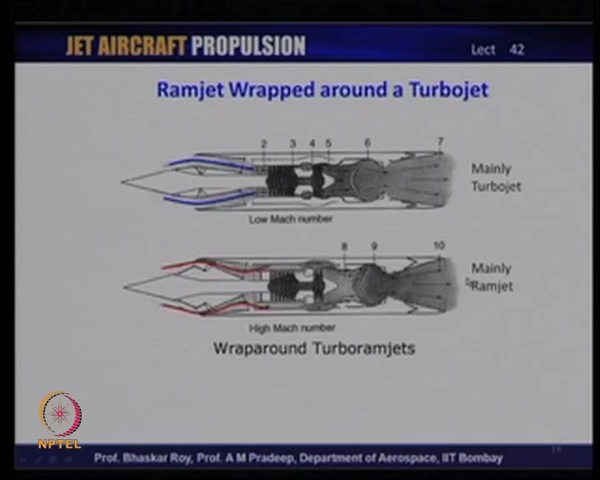 JET AIRCRAFT PROPULSION
Lect 42
Ramjet Wrapped around a Turbojet
2 3 4 5 6 7
Mainly
Turbojet
Low Mach number
8 9 10
Mainly
Ramjet
High Mach number
Wraparound Turboramjets
NPTEL
19
Prof. Bhaskar Roy, Prof. A M Pradeep, Department of Aerospace, IIT Bombay